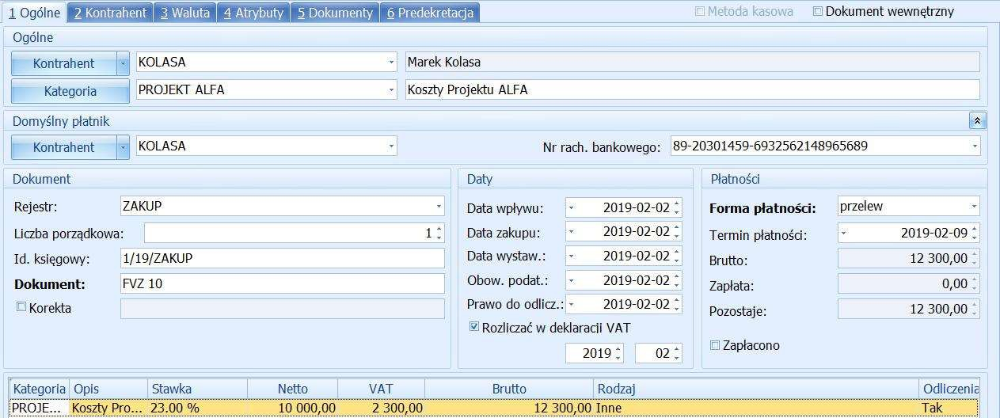 1 Ogólne 2 Kontrahent 3 Waluta 4 Atrybuty 5 Dokumenty 6 Predekretacja Metoda kasowa Dokument wewnętrzny
Ogólne
Kontrahent KOLASA Marek Kolasa
Kategoria PROJEKT ALFA Koszty Projektu ALFA
Domyślny płatnik
Kontrahent KOLASA Nr rach. bankowego: 89-20301459-6932562148965689
Dokument
Rejestr: ZAKUP
Liczba porządkowa: 1
Id. księgowy: 1/19/ZAKUP
Dokument: FVZ 10
Korekta
Daty
Data wpływu: 2019-02-02
Data zakupu: 2019-02-02
Data wystaw.: 2019-02-02
Obow. podat.: 2019-02-02
Prawo do odlicz.: 2019-02-02
Rozliczać w deklaracji VAT
2019 02
Płatności
Forma płatności: przelew
Termin płatności: 2019-02-09
Brutto: 12 300,00
Zapłata: 0,00
Pozostaje: 12 300,00
Zapłacono
Kategoria Opis Stawka Netto VAT Brutto Rodzaj Odliczenia
PROJE... Koszty Pro... 23.00 % 10 000,00 2 300,00 12 300,00 Inne Tak